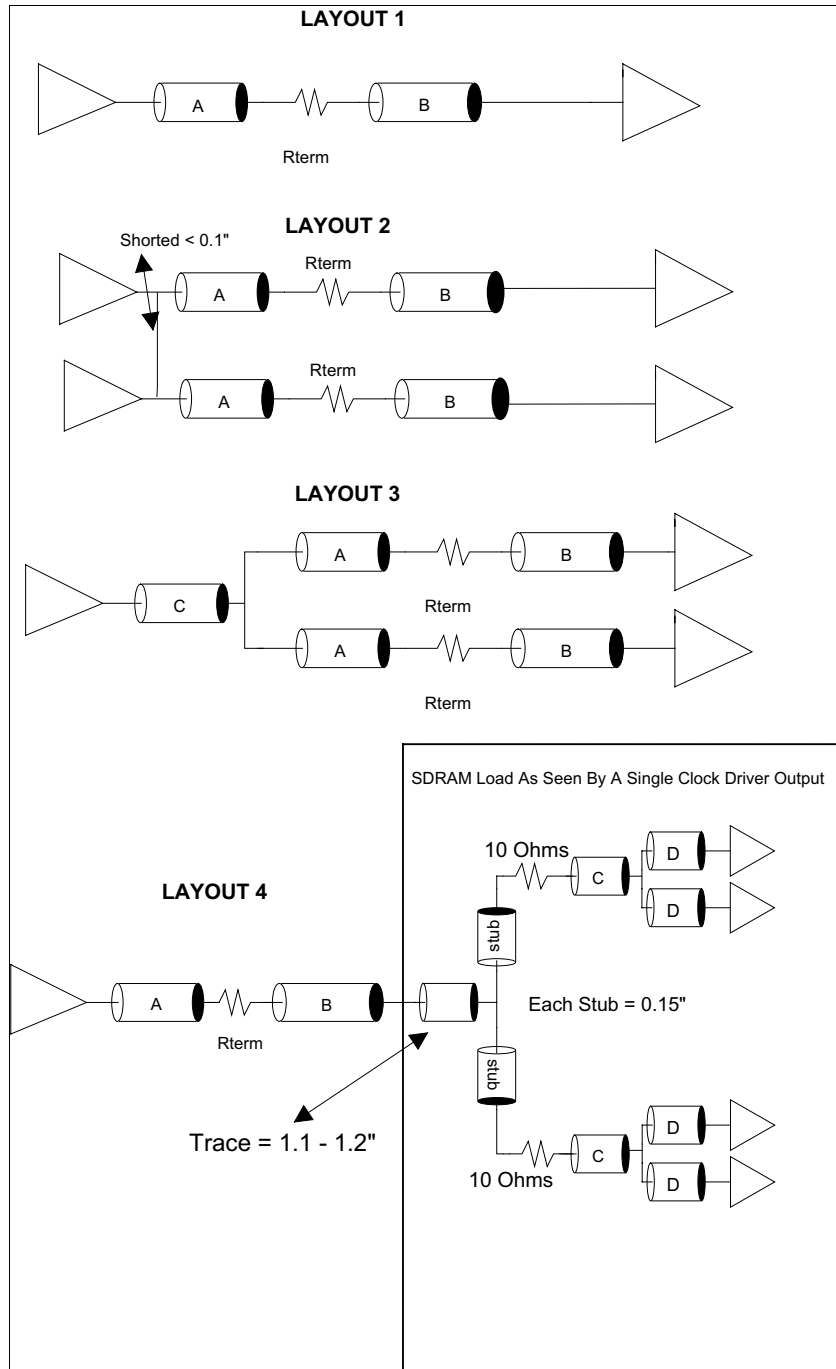 LAYOUT 1
A
B
Rterm
LAYOUT 2
Shorted < 0.1"
A
Rterm
B
A
Rterm
B
LAYOUT 3
A
B
C
Rterm
A
B
Rterm
SDRAM Load As Seen By A Single Clock Driver Output
10 Ohms
D
C
D
LAYOUT 4
stub
A
B
Rterm
Each Stub = 0.15"
stub
Trace = 1.1 - 1.2"
10 Ohms
D
C
D